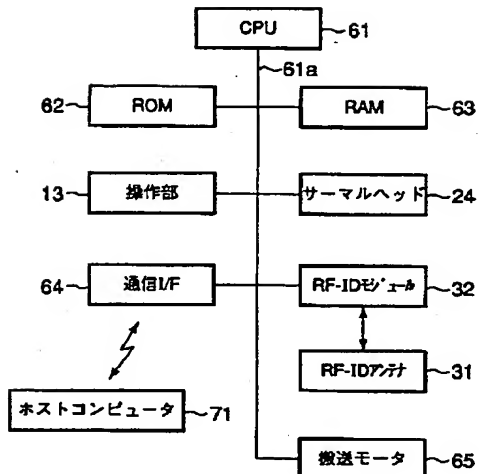 CPU
61
61a
62
ROM
RAM
63
13
操作部
サーマルヘッド
24
64
通信I/F
RF-IDモジュール
32
RF-IDアンテナ
31
ホストコンピュータ
71
搬送モータ
65